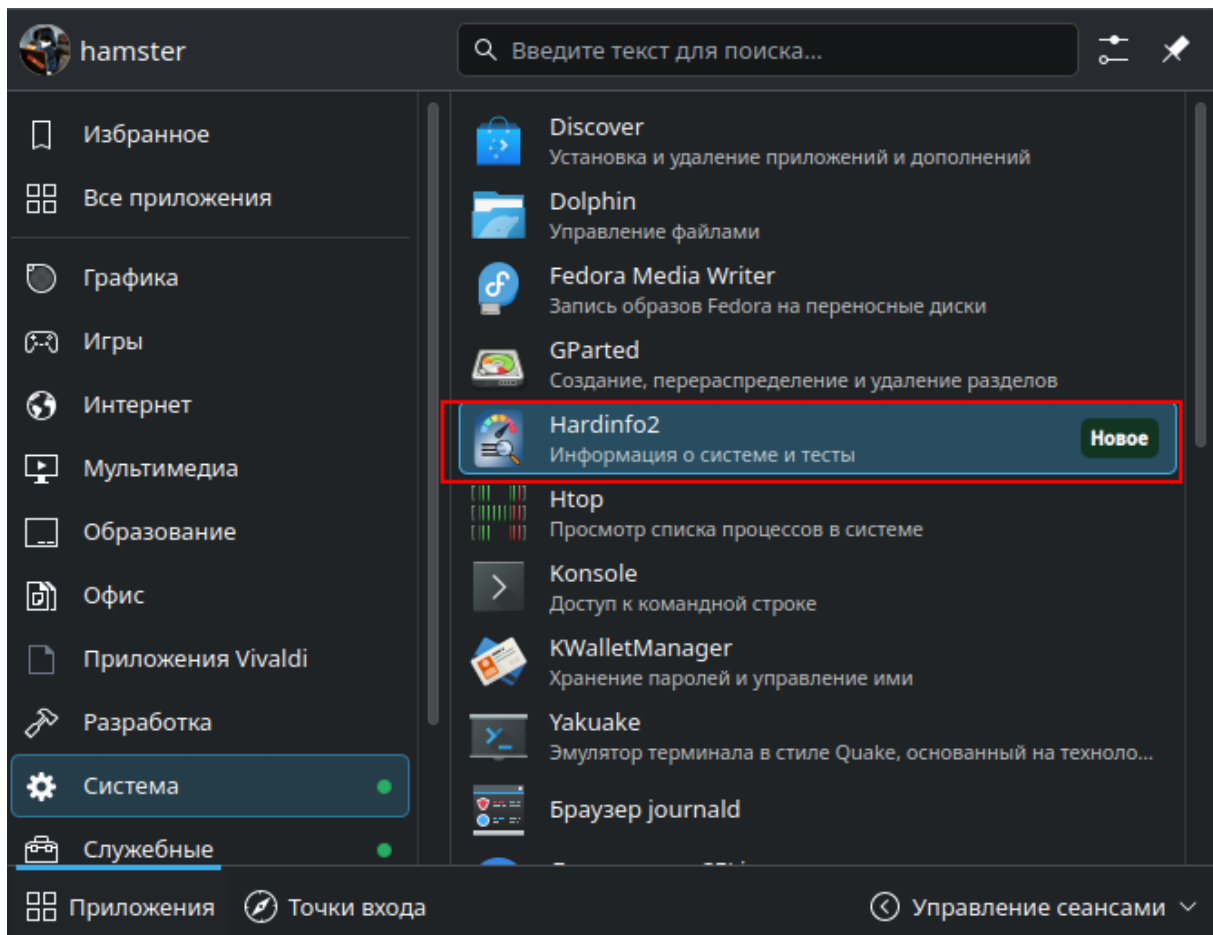 hamster
Введите текст для поиска...
Избранное
Все приложения
Графика
Игры
Интернет
Мультимедиа
Образование
Офис
Приложения Vivaldi
Разработка
Система
Служебные
Discover
Установка и удаление приложений и дополнений
Dolphin
Управление файлами
Fedora Media Writer
Запись образов Fedora на переносные диски
GParted
Создание, перераспределение и удаление разделов
Hardinfo2
Информация о системе и тесты
Новое
Htop
Просмотр списка процессов в системе
Konsole
Доступ к командной строке
KWalletManager
Хранение паролей и управление ими
Yakuake
Эмулятор терминала в стиле Quake, основанный на техноло...
Браузер journald
Приложения
Точки входа
Управление сеансами